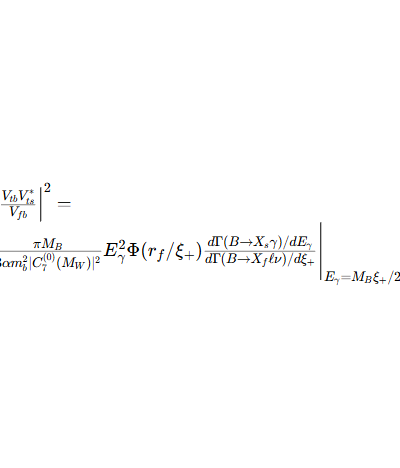 \frac{V_{tb}V_{ts}^*}{V_{fb}}\right|^2 =
\frac{\pi M_B}{3\alpha m_b^2|C_7^{(0)}(M_W)|^2} E_\gamma^2 \Phi(r_f/\xi_+) \left.\frac{d\Gamma(B\to X_s\gamma)/dE_\gamma}{d\Gamma(B\to X_f\ell\nu)/d\xi_+}\right|_{E_\gamma=M_B\xi_+/2}